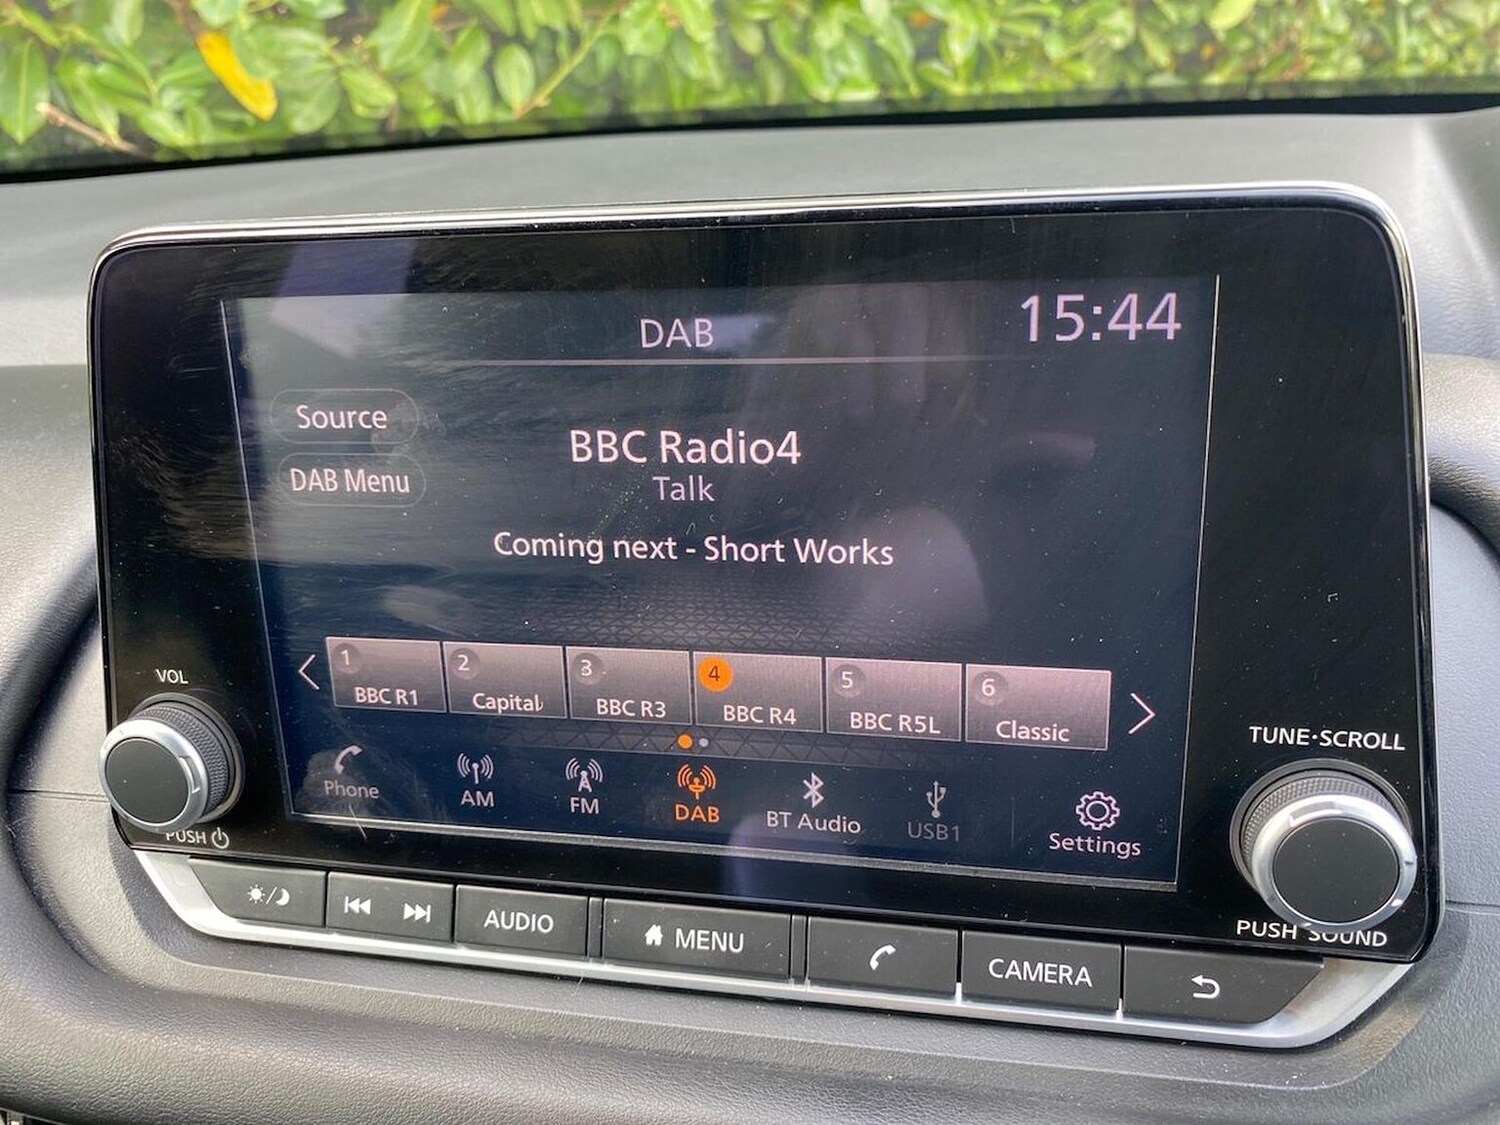 DAB
15:44
Source
BBC Radio4
DAB Menu
Talk
Coming next - Short Works
1
BBC R1
2
Capital
3
BBC R3
4
BBC R4
5
BBC R5L
6
Classic
Phone
AM
FM
DAB
BT Audio
USB1
Settings
VOL
PUSH
TUNE·SCROLL
PUSH SOUND
AUDIO
MENU
CAMERA